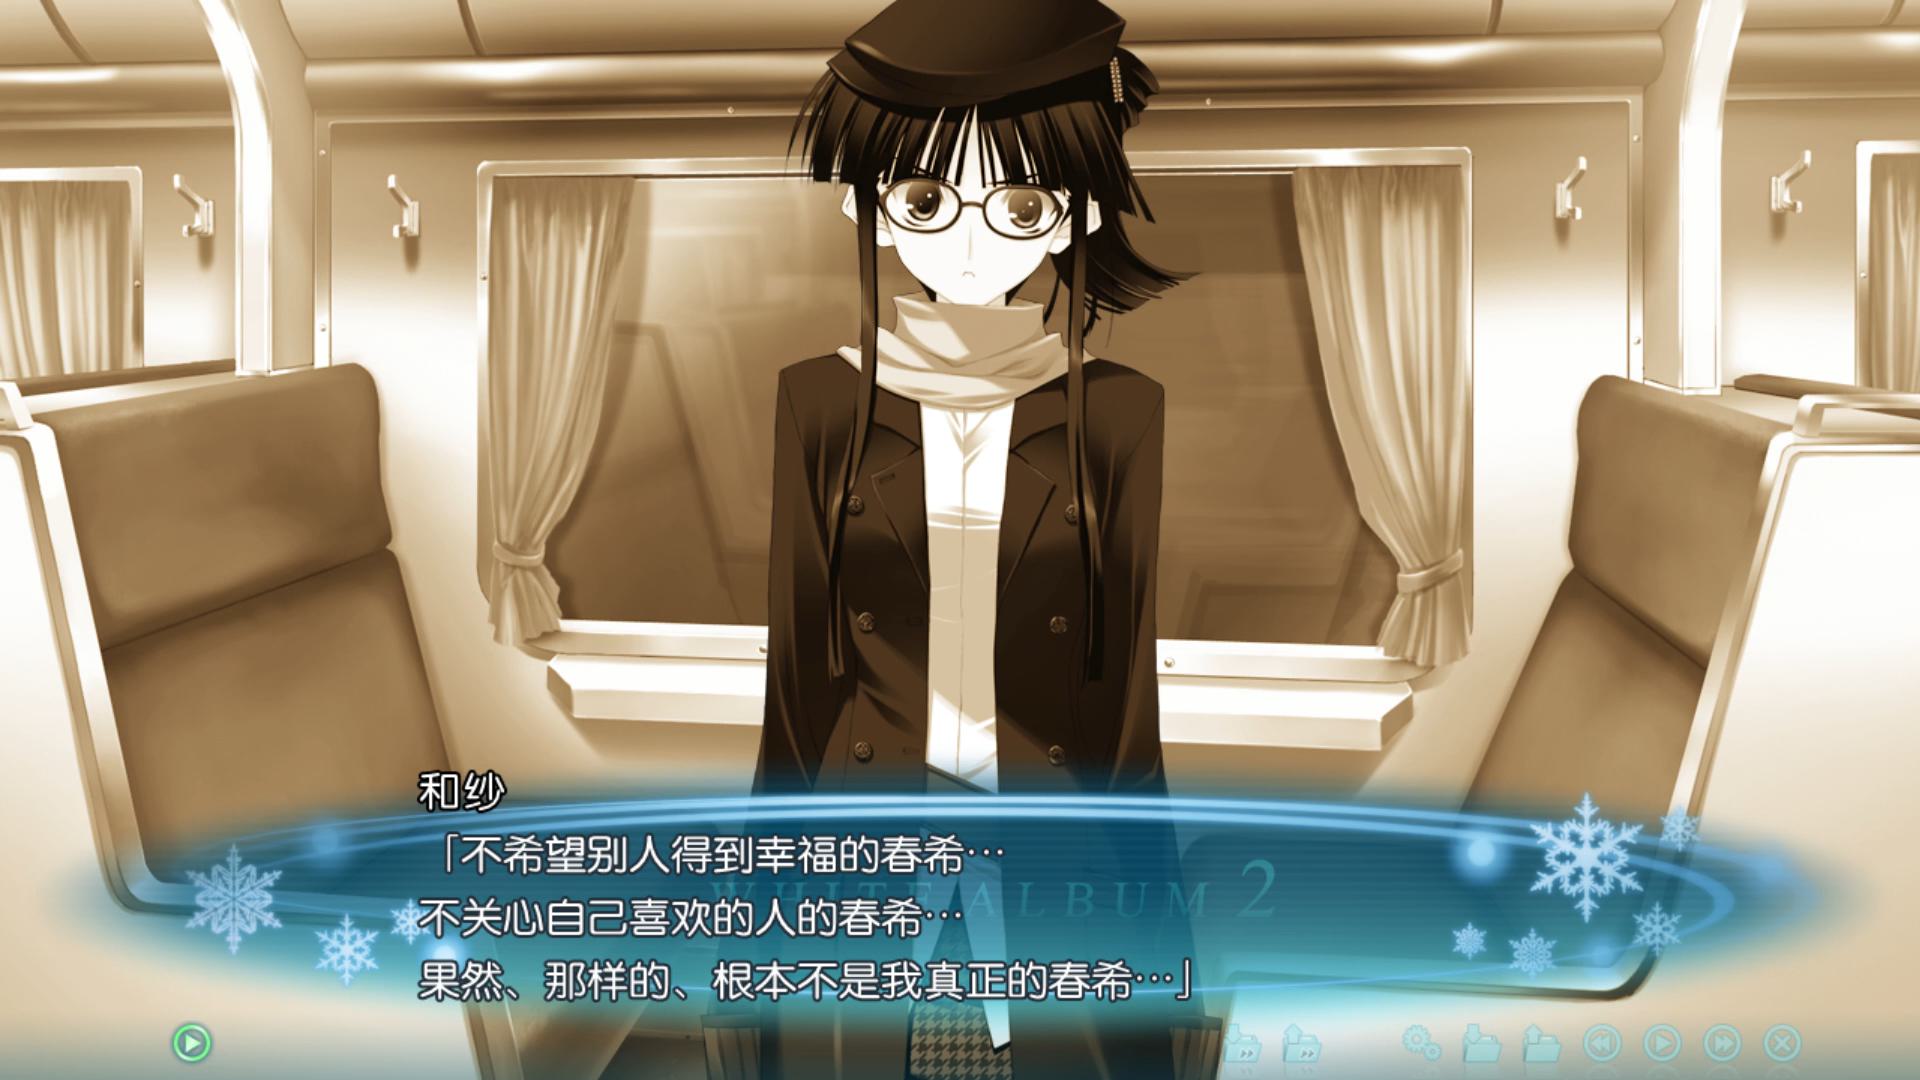 和纱
「不希望别人得到幸福的春希…
不关心自己喜欢的人的春希…
果然、那样的、根本不是我真正的春希…」
WHITE ALBUM 2